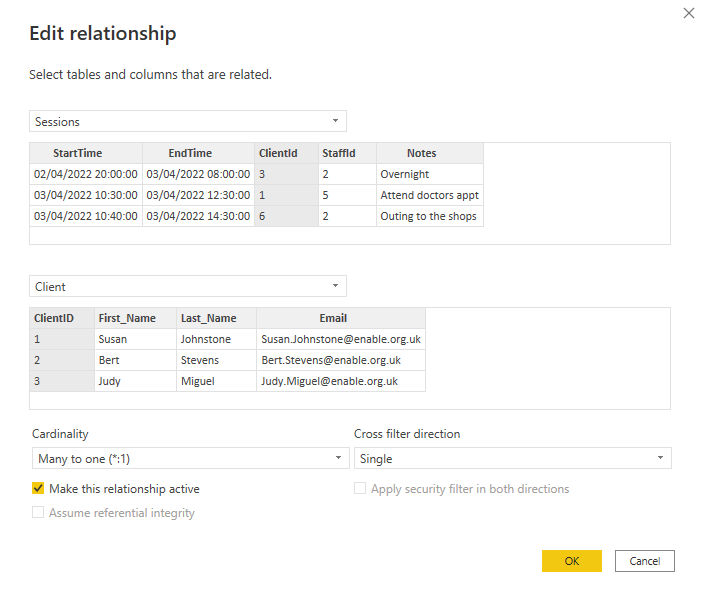 Edit relationship
Select tables and columns that are related.
Sessions
StartTime EndTime ClientId StaffId Notes
02/04/2022 20:00:00 03/04/2022 08:00:00 3 2 Overnight
03/04/2022 10:30:00 03/04/2022 12:30:00 1 5 Attend doctors appt
03/04/2022 10:40:00 03/04/2022 14:30:00 6 2 Outing to the shops
Client
ClientID First_Name Last_Name Email
1 Susan Johnstone Susan.Johnstone@enable.org.uk
2 Bert Stevens Bert.Stevens@enable.org.uk
3 Judy Miguel Judy.Miguel@enable.org.uk
Cardinality Cross filter direction
Many to one (*:1) Single
Make this relationship active Apply security filter in both directions
Assume referential integrity
OK Cancel